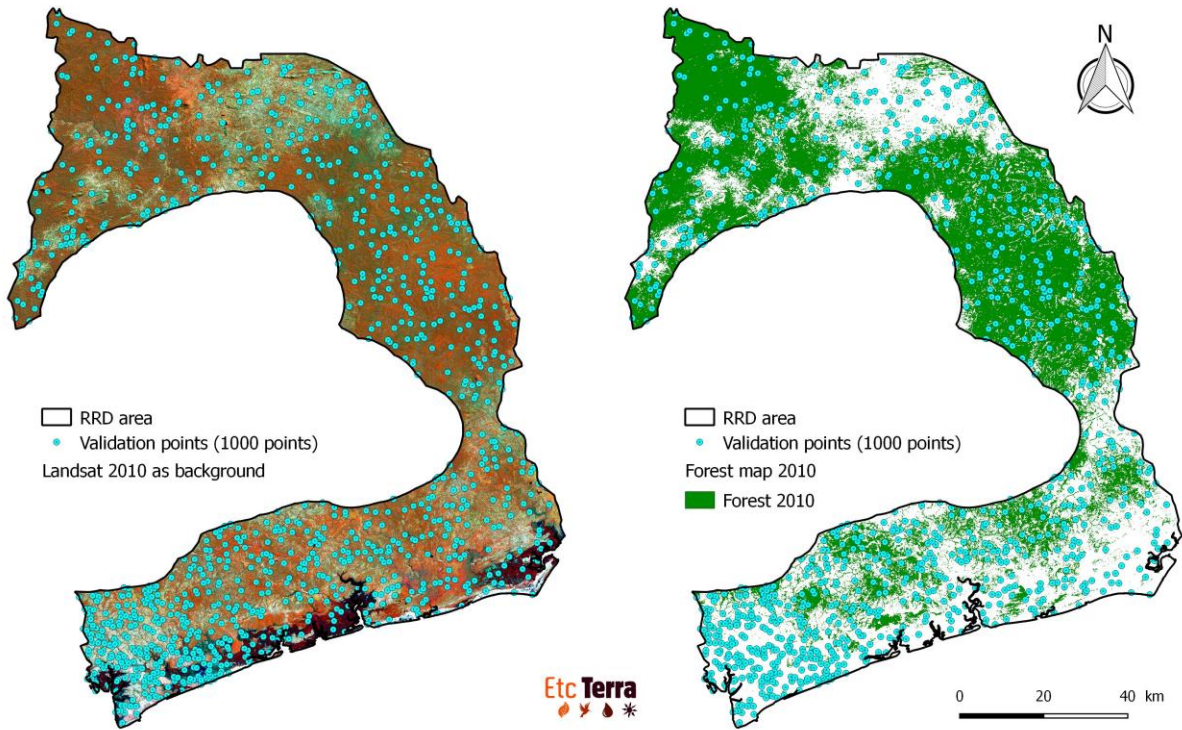 N
RRD area
Validation points (1000 points)
Landsat 2010 as background
RRD area
Validation points (1000 points)
Forest map 2010
Forest 2010
Etc Terra
0 20 40 km